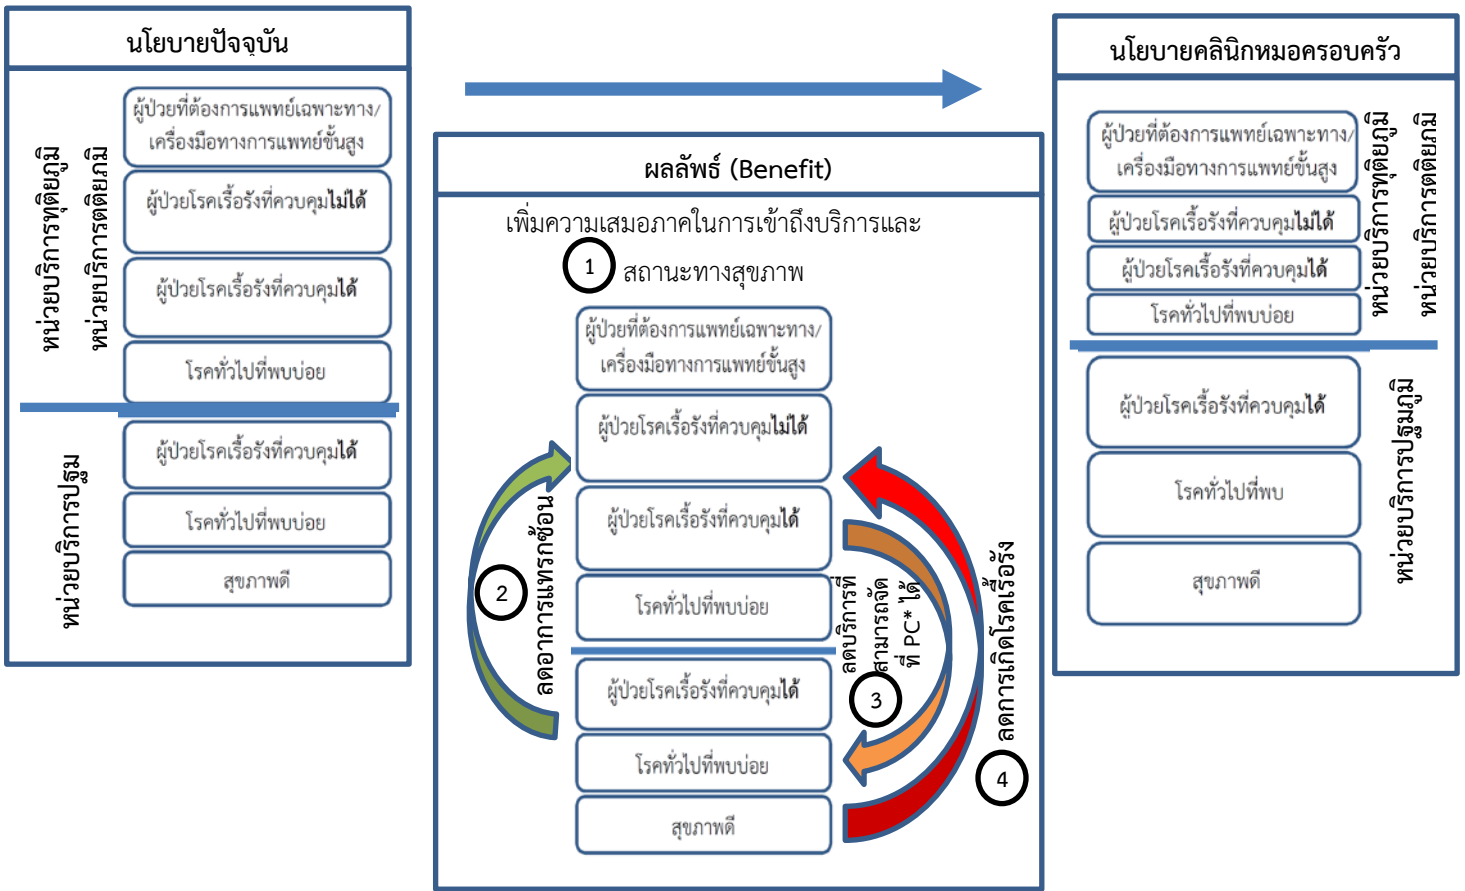 นโยบายปัจจุบัน
หน่วยบริการทุติยภูมิ
หน่วยบริการตติยภูมิ
ผู้ป่วยที่ต้องการแพทย์เฉพาะทาง/
เครื่องมือทางการแพทย์ขั้นสูง
ผู้ป่วยโรคเรื้อรังที่ควบคุมไม่ได้
ผู้ป่วยโรคเรื้อรังที่ควบคุมได้
โรคทั่วไปที่พบบ่อย
หน่วยบริการปฐม
ผู้ป่วยโรคเรื้อรังที่ควบคุมได้
โรคทั่วไปที่พบบ่อย
สุขภาพดี
ผลลัพธ์ (Benefit)
เพิ่มความเสมอภาคในการเข้าถึงบริการและ
1 สถานะทางสุขภาพ
ผู้ป่วยที่ต้องการแพทย์เฉพาะทาง/
เครื่องมือทางการแพทย์ขั้นสูง
ผู้ป่วยโรคเรื้อรังที่ควบคุมไม่ได้
ผู้ป่วยโรคเรื้อรังที่ควบคุมได้
โรคทั่วไปที่พบบ่อย
ผู้ป่วยโรคเรื้อรังที่ควบคุมได้
โรคทั่วไปที่พบบ่อย
สุขภาพดี
2
ลดอาการแทรกซ้อน
ลดบริการที่
สามารถจัด
ที่ PC* ได้
3
ลดการเกิดโรคเรื้อรัง
4
นโยบายคลินิกหมอครอบครัว
ผู้ป่วยที่ต้องการแพทย์เฉพาะทาง/
เครื่องมือทางการแพทย์ขั้นสูง
ผู้ป่วยโรคเรื้อรังที่ควบคุมไม่ได้
ผู้ป่วยโรคเรื้อรังที่ควบคุมได้
โรคทั่วไปที่พบบ่อย
หน่วยบริการทุติยภูมิ
หน่วยบริการตติยภูมิ
ผู้ป่วยโรคเรื้อรังที่ควบคุมได้
โรคทั่วไปที่พบ
สุขภาพดี
หน่วยบริการปฐมภูมิ